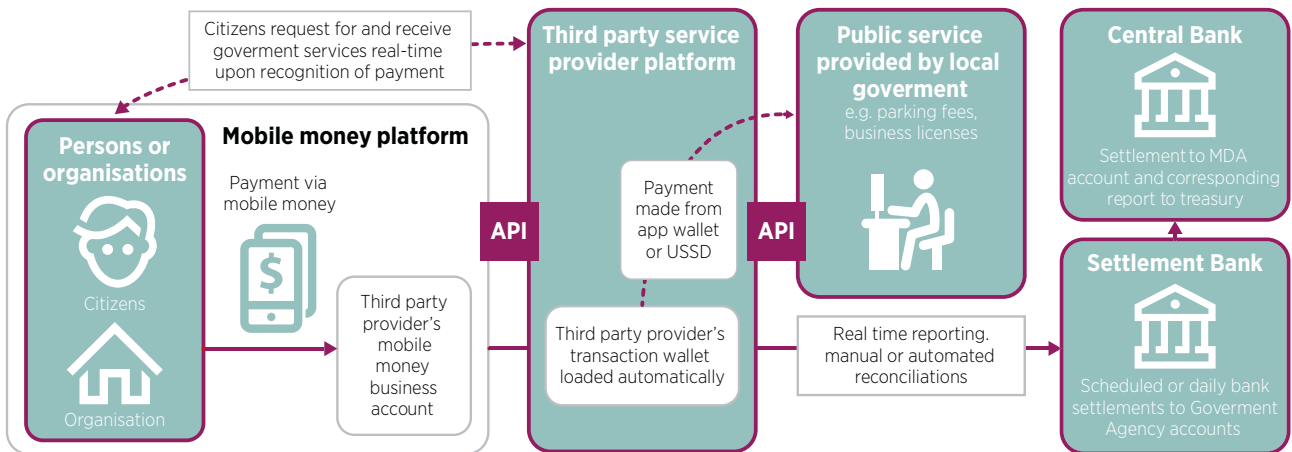 Citizens request for and receive
goverment services real-time
upon recognition of payment
Persons or
organisations
Citizens
Organisation
Mobile money platform
Payment via
mobile money
$
Third party
provider's
mobile
money
business
account
API
Third party service
provider platform
Payment
made from
app wallet
or USSD
Third party provider's
transaction wallet
loaded automatically
API
Public service
provided by local
goverment
e.g. parking fees,
business licenses
Real time reporting.
manual or automated
reconciliations
Central Bank
Settlement to MDA
account and corresponding
report to treasury
Settlement Bank
Scheduled or daily bank
settlements to Goverment
Agency accounts